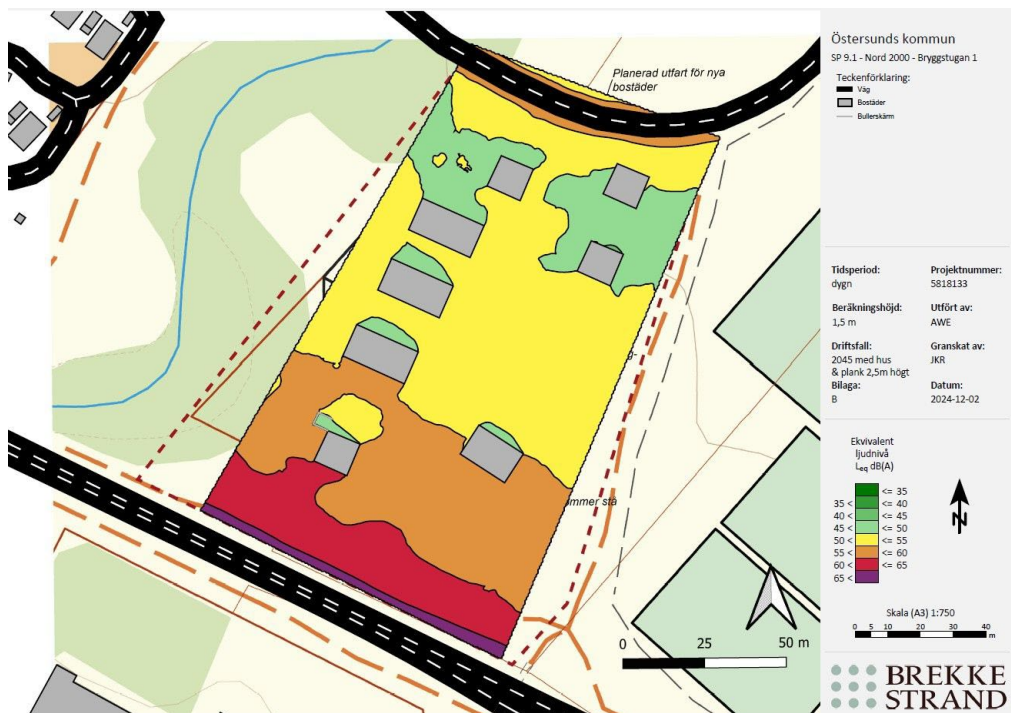 Planerad utfart för nya
bostäder
g-
ımmer stä
0 25 50 m
Östersunds kommun
SP 9.1 - Nord 2000 - Bryggstugan 1
Teckenförklaring:
Väg
Bostäder
Bullerskärm
Tidsperiod: Projektnummer:
dygn 5818133
Beräkningshöjd: Utfört av:
1,5 m AWE
Driftsfall: Granskat av:
2045 med hus JKR
& plank 2,5m högt
Bilaga: Datum:
B 2024-12-02
Ekvivalent
ljudnivå
Leq dB(A)
<= 35
35 < <= 40
40 < <= 45
45 < <= 50
50 < <= 55
55 < <= 60
60 < <= 65
65 <
N
Skala (A3) 1:750
0 5 10 20 30 40
m
BREKKE
STRAND